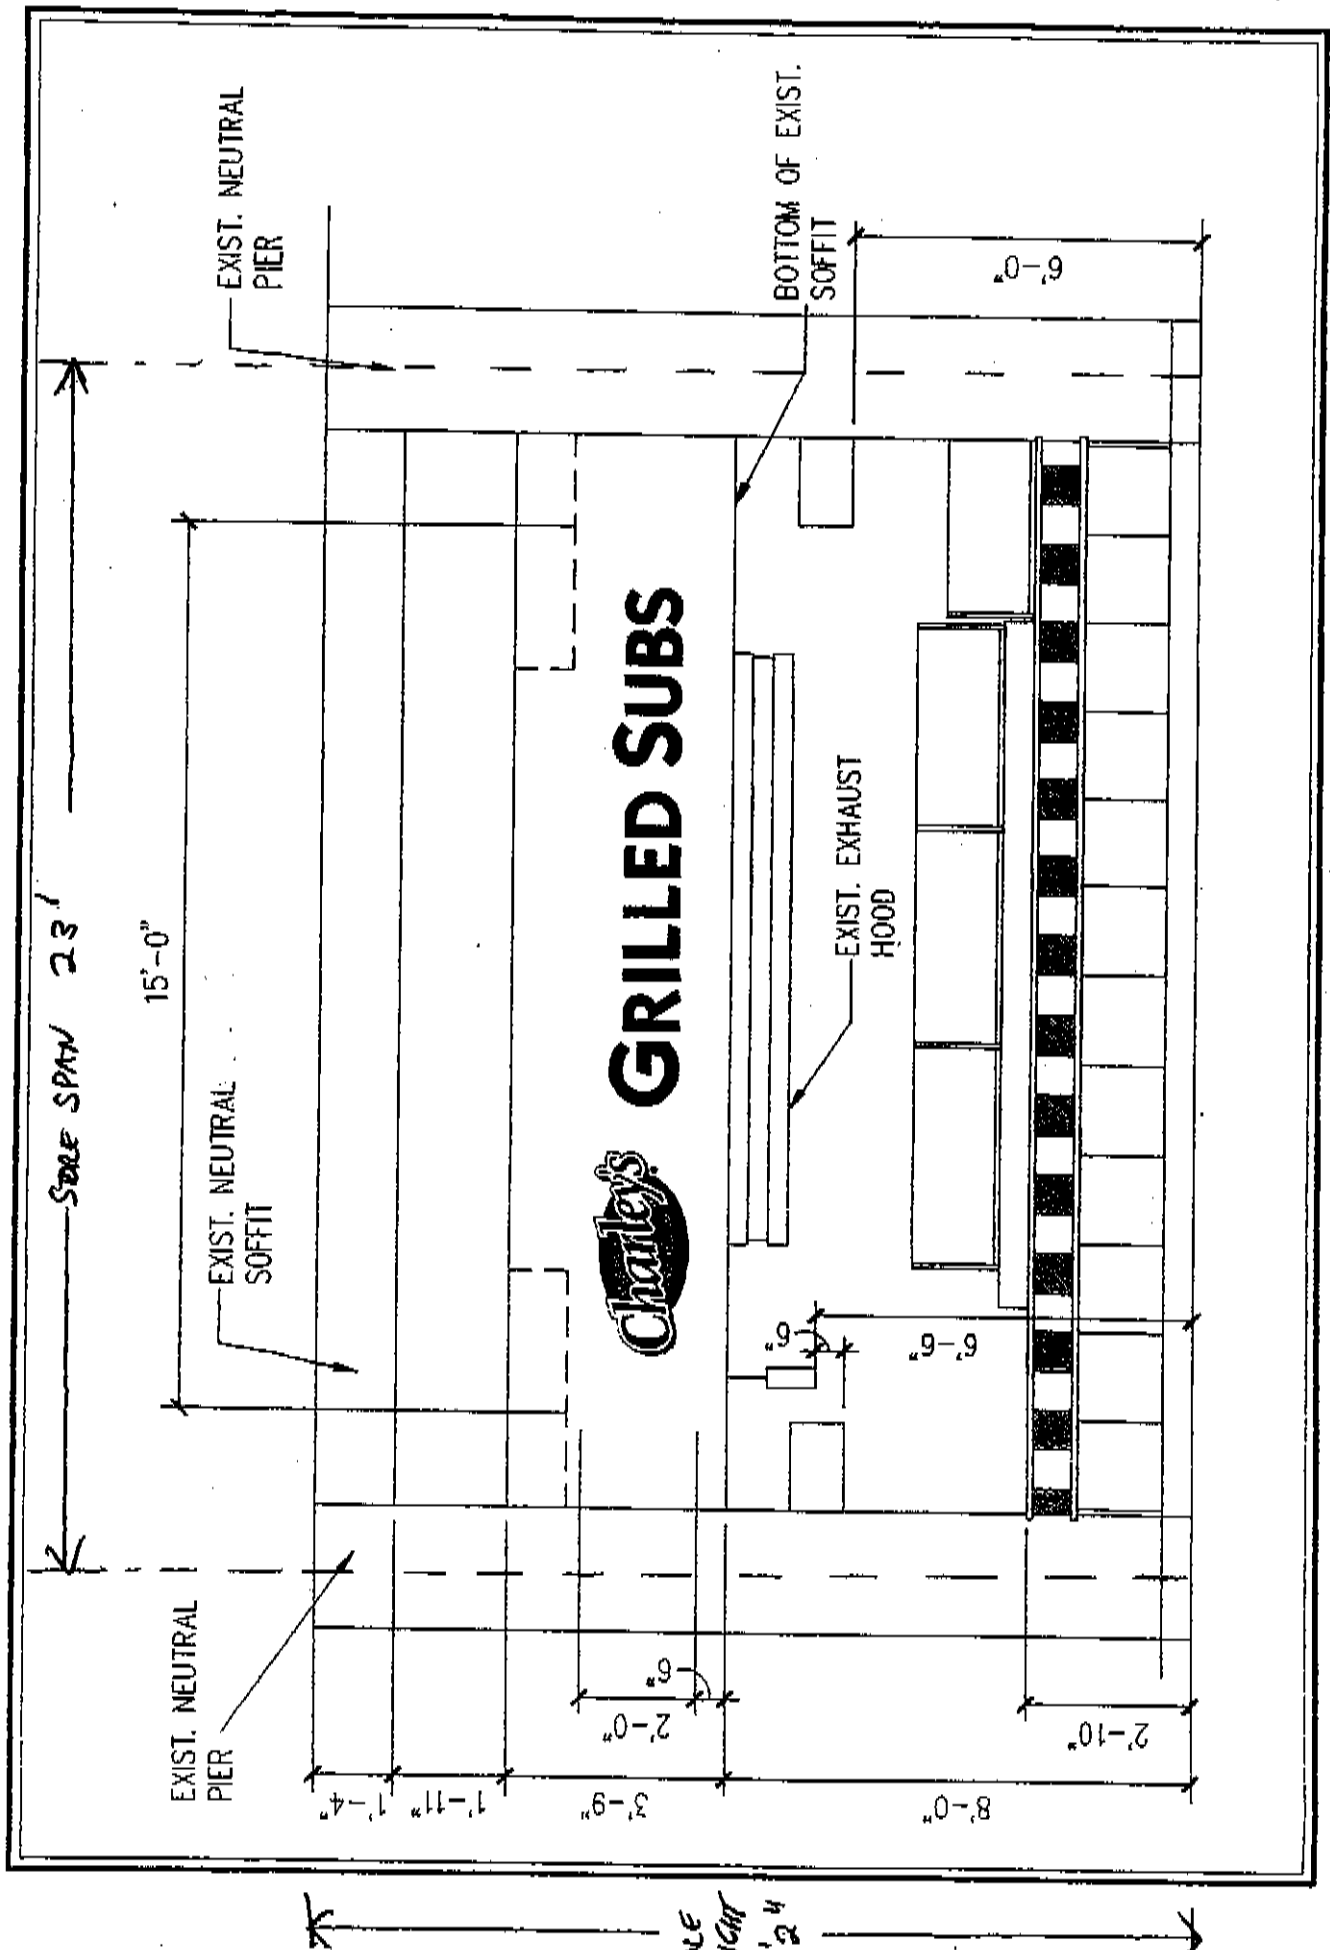 STORE SPAN 23'
15'-0"
EXIST. NEUTRAL
PIER
EXIST. NEUTRAL
SOFFIT
EXIST. NEUTRAL
PIER
1'-4"
1'-11"
3'-9"
8'-0"
2'-0"
6"
2'-10"
Charley's GRILLED SUBS
BOTTOM OF EXIST.
SOFFIT
6'-0"
6"
6'-6"
EXIST. EXHAUST
HOOD